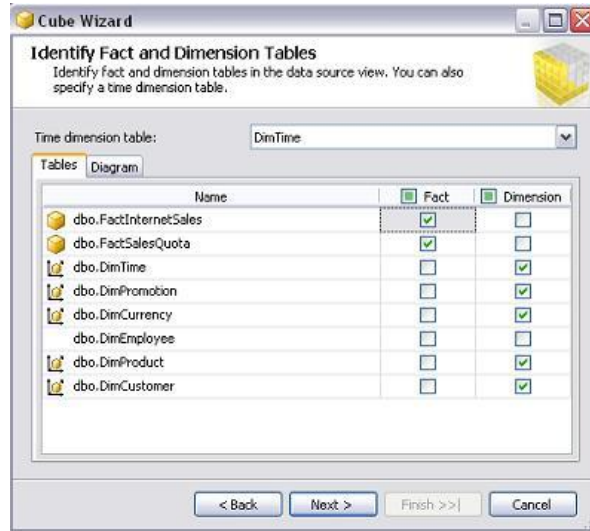 Cube Wizard
Identify Fact and Dimension Tables
Identify fact and dimension tables in the data source view. You can also
specify a time dimension table.
Time dimension table: DimTime
Tables Diagram
Name Fact Dimension
dbo.FactInternetSales
dbo.FactSalesQuota
dbo.DimTime
dbo.DimPromotion
dbo.DimCurrency
dbo.DimEmployee
dbo.DimProduct
dbo.DimCustomer
< Back Next > Finish >>| Cancel